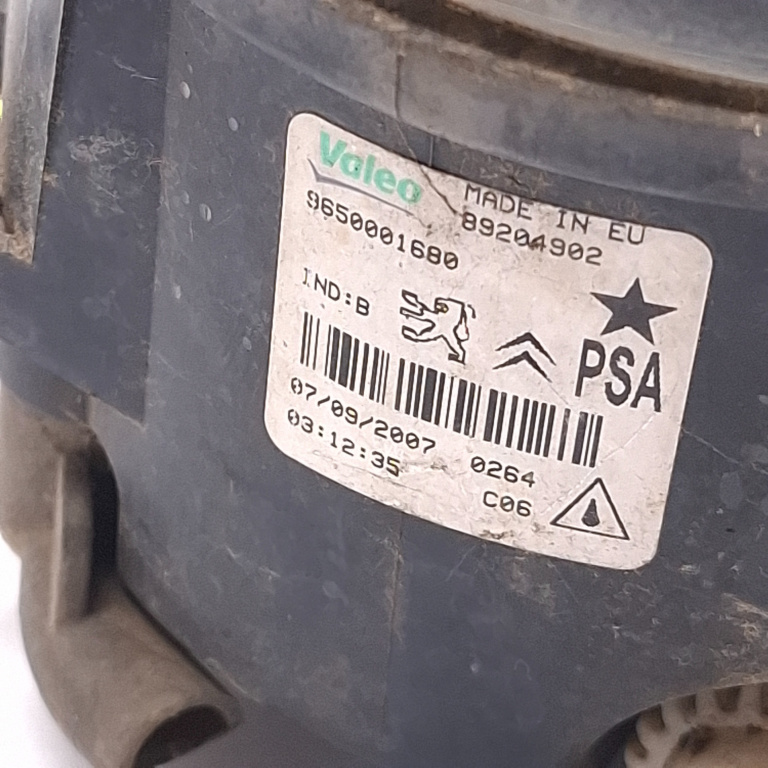 Valeo
MADE IN EU
9650001680
89204902
IND:B
PSA
07/09/2007 0264
03:12:35 C06